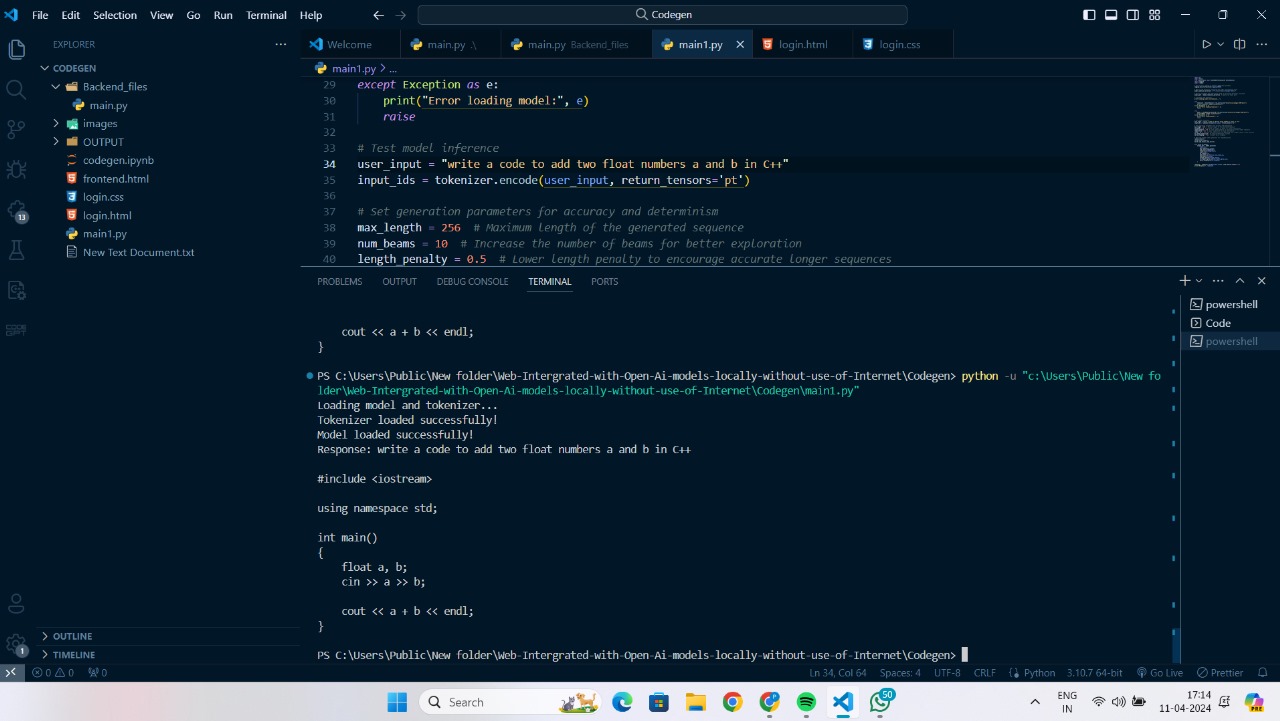 File Edit Selection View Go Run Terminal Help
Codegen
EXPLORER
Welcome
main.py .\
main.py Backend_files
main1.py
login.html
login.css
CODEGEN
Backend_files
main.py
images
OUTPUT
codegen.ipynb
frontend.html
login.css
login.html
main1.py
New Text Document.txt
OUTLINE
TIMELINE
13
1
main1.py > ...
29 except Exception as e:
30 print("Error loading model:", e)
31 raise
32
33 # Test model inference
34 user_input = "write a code to add two float numbers a and b in C++"
35 input_ids = tokenizer.encode(user_input, return_tensors='pt')
36
37 # Set generation parameters for accuracy and determinism
38 max_length = 256 # Maximum length of the generated sequence
39 num_beams = 10 # Increase the number of beams for better exploration
40 length_penalty = 0.5 # Lower length penalty to encourage accurate longer sequences
PROBLEMS OUTPUT DEBUG CONSOLE TERMINAL PORTS
powershell
Code
powershell
cout << a + b << endl;
}
PS C:\Users\Public\New folder\Web-Intergrated-with-Open-Ai-models-locally-without-use-of-Internet\Codegen> python -u "c:\Users\Public\New fo
lder\Web-Intergrated-with-Open-Ai-models-locally-without-use-of-Internet\Codegen\main1.py"
Loading model and tokenizer...
Tokenizer loaded successfully!
Model loaded successfully!
Response: write a code to add two float numbers a and b in C++
#include <iostream>
using namespace std;
int main()
{
float a, b;
cin >> a >> b;
cout << a + b << endl;
}
PS C:\Users\Public\New folder\Web-Intergrated-with-Open-Ai-models-locally-without-use-of-Internet\Codegen>
0 0 0
Ln 34, Col 64 Spaces: 4 UTF-8 CRLF Python 3.10.7 64-bit Go Live Prettier
Search
50
ENG
IN
17:14
11-04-2024